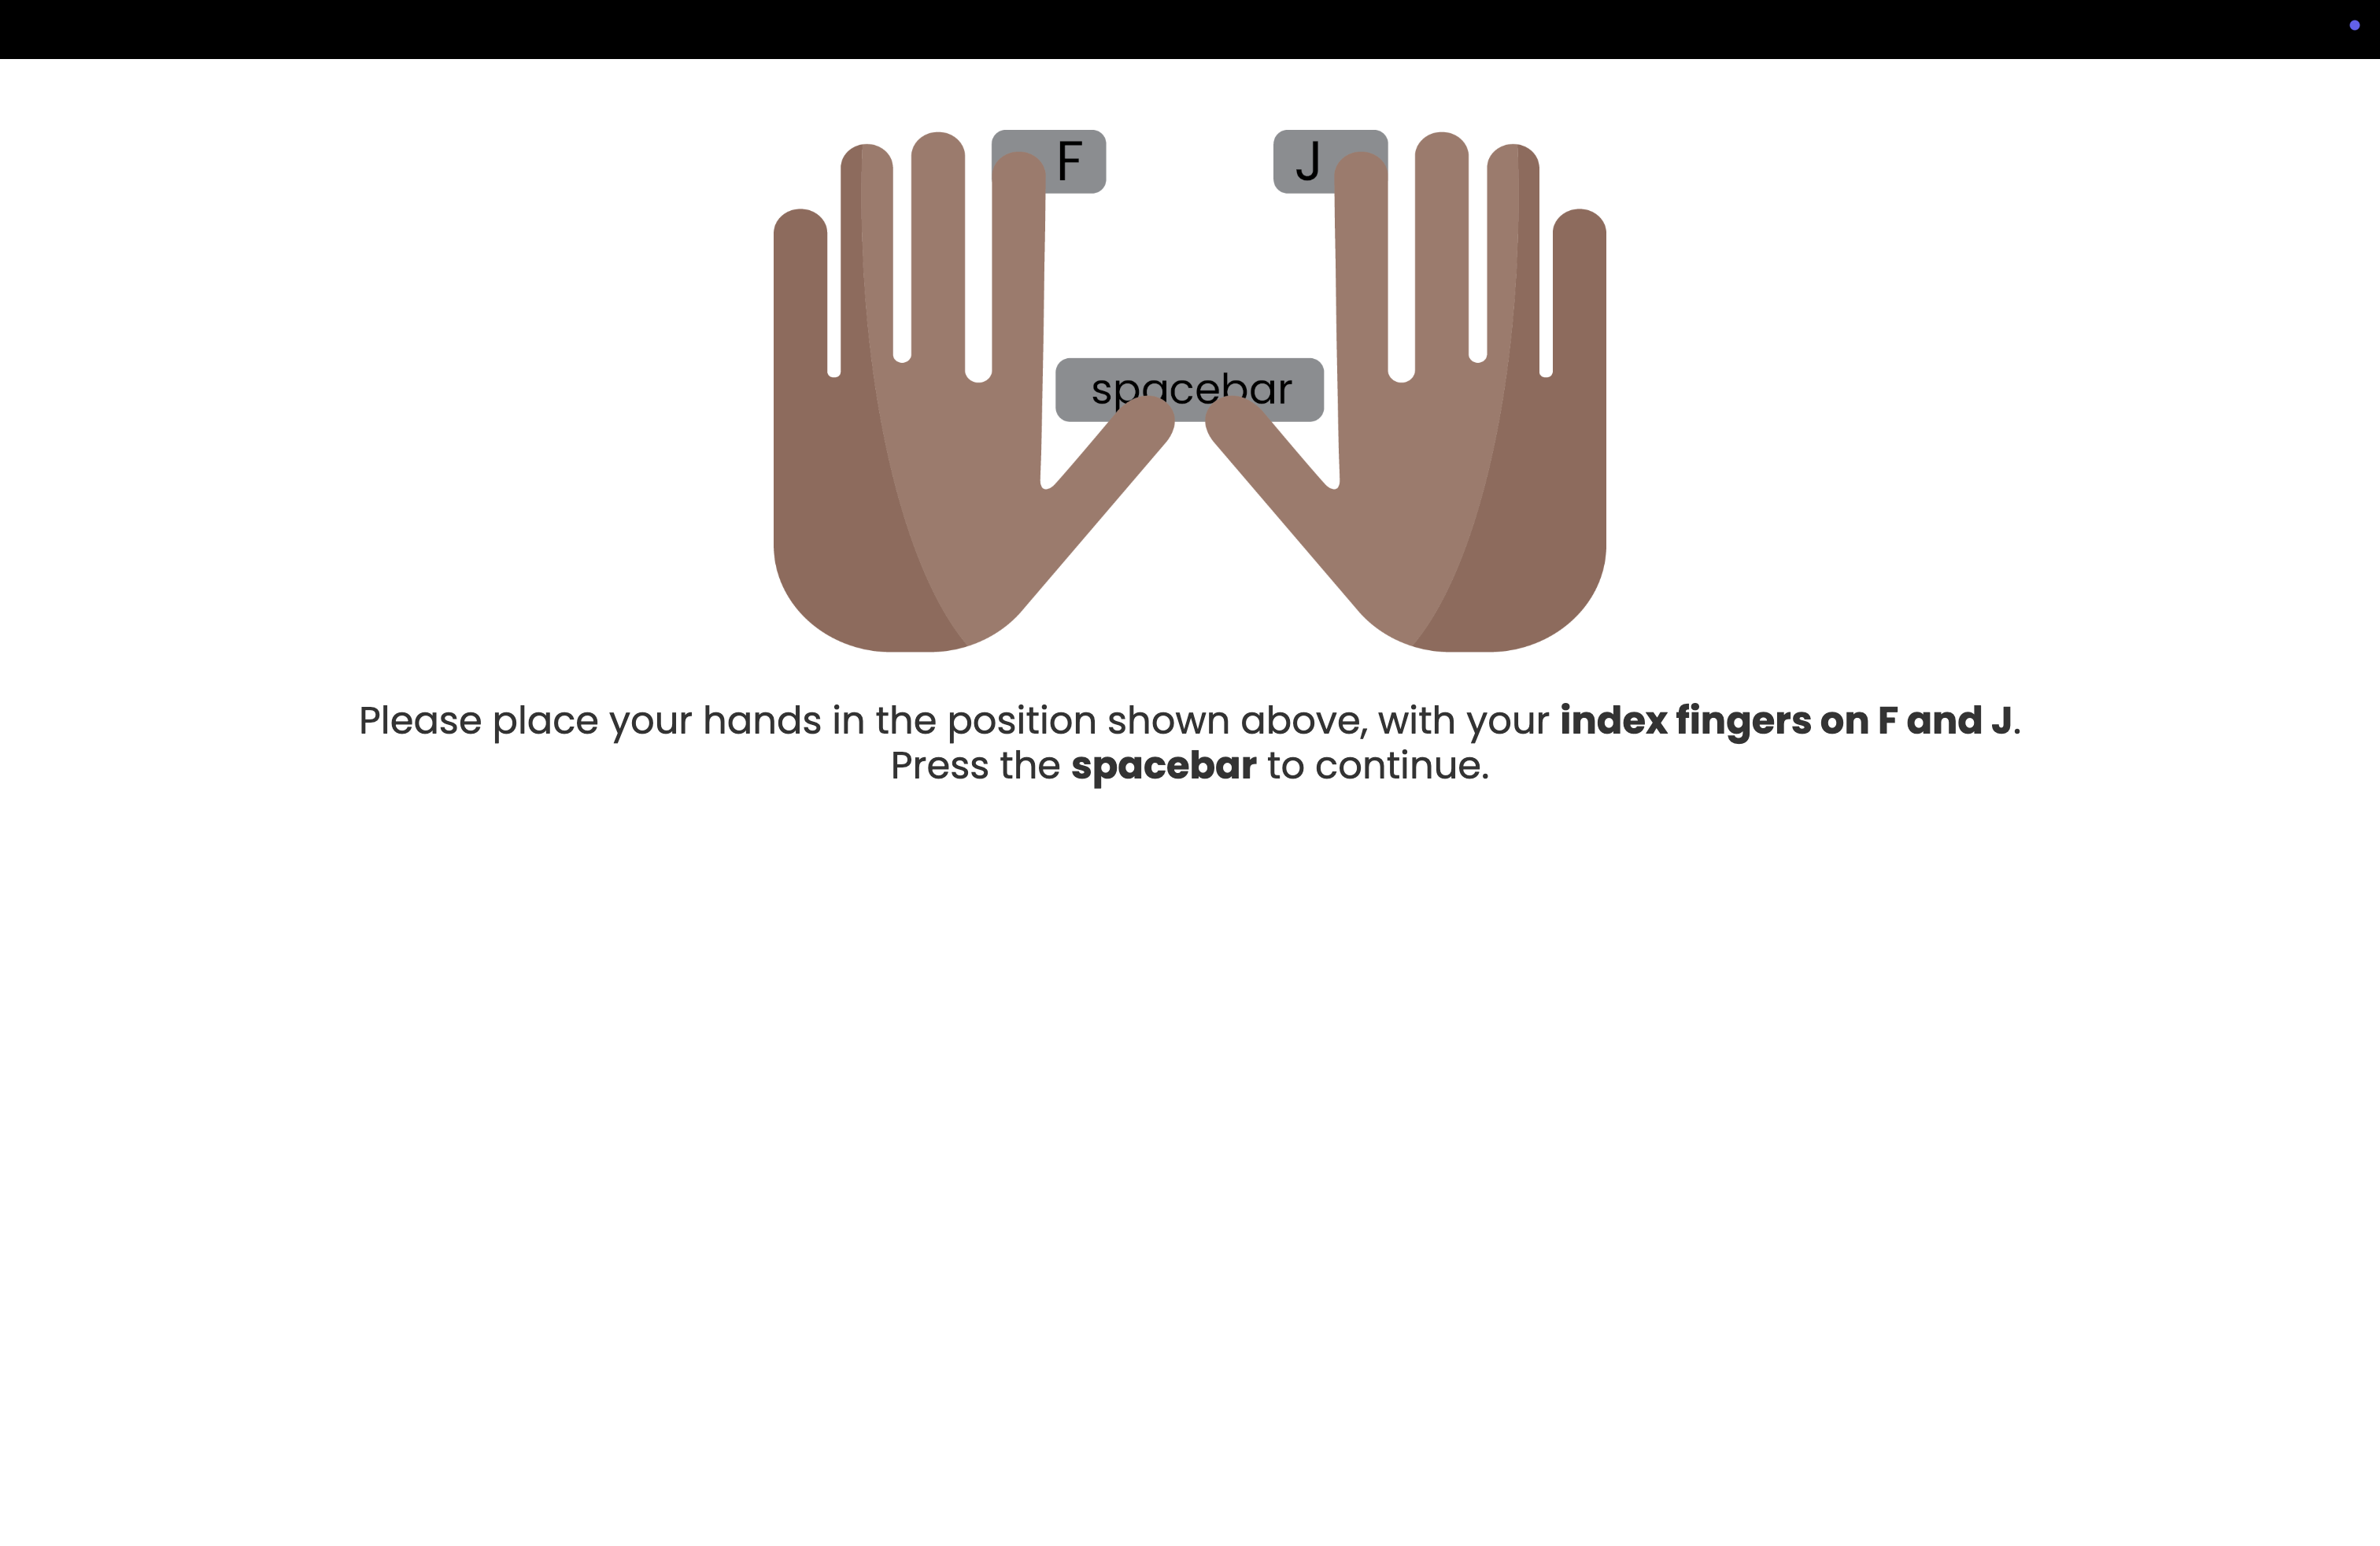 F J
spacebar
Please place your hands in the position shown above, with your index fingers on F and J.
Press the spacebar to continue.